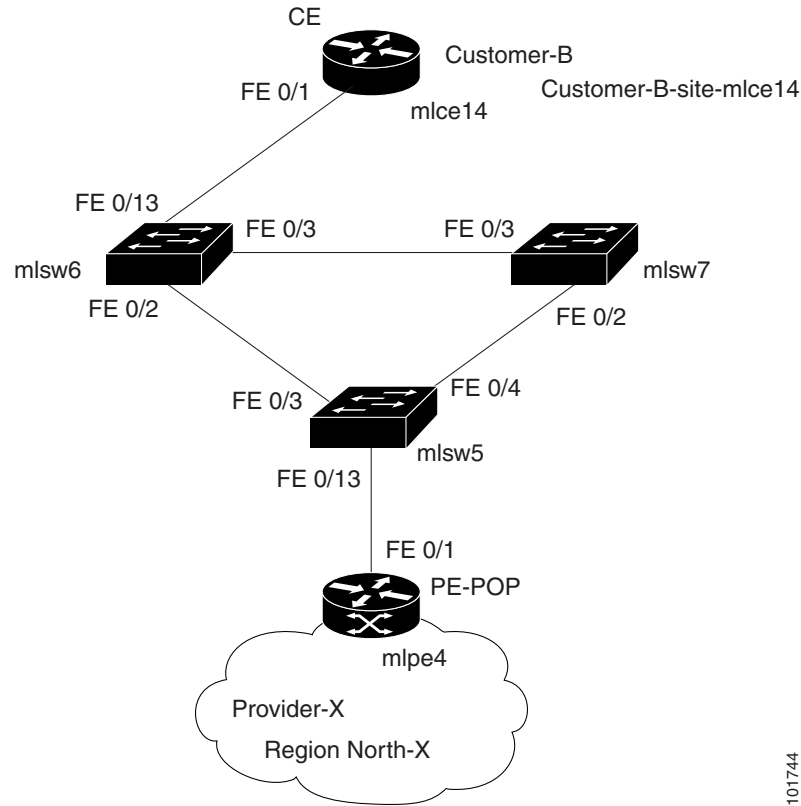 CE
Customer-B
FE 0/1
Customer-B-site-mlce14
mlce14
FE 0/13
FE 0/3
FE 0/3
mlsw6
mlsw7
FE 0/2
FE 0/2
FE 0/3
FE 0/4
mlsw5
FE 0/13
FE 0/1
PE-POP
mlpe4
Provider-X
Region North-X
101744